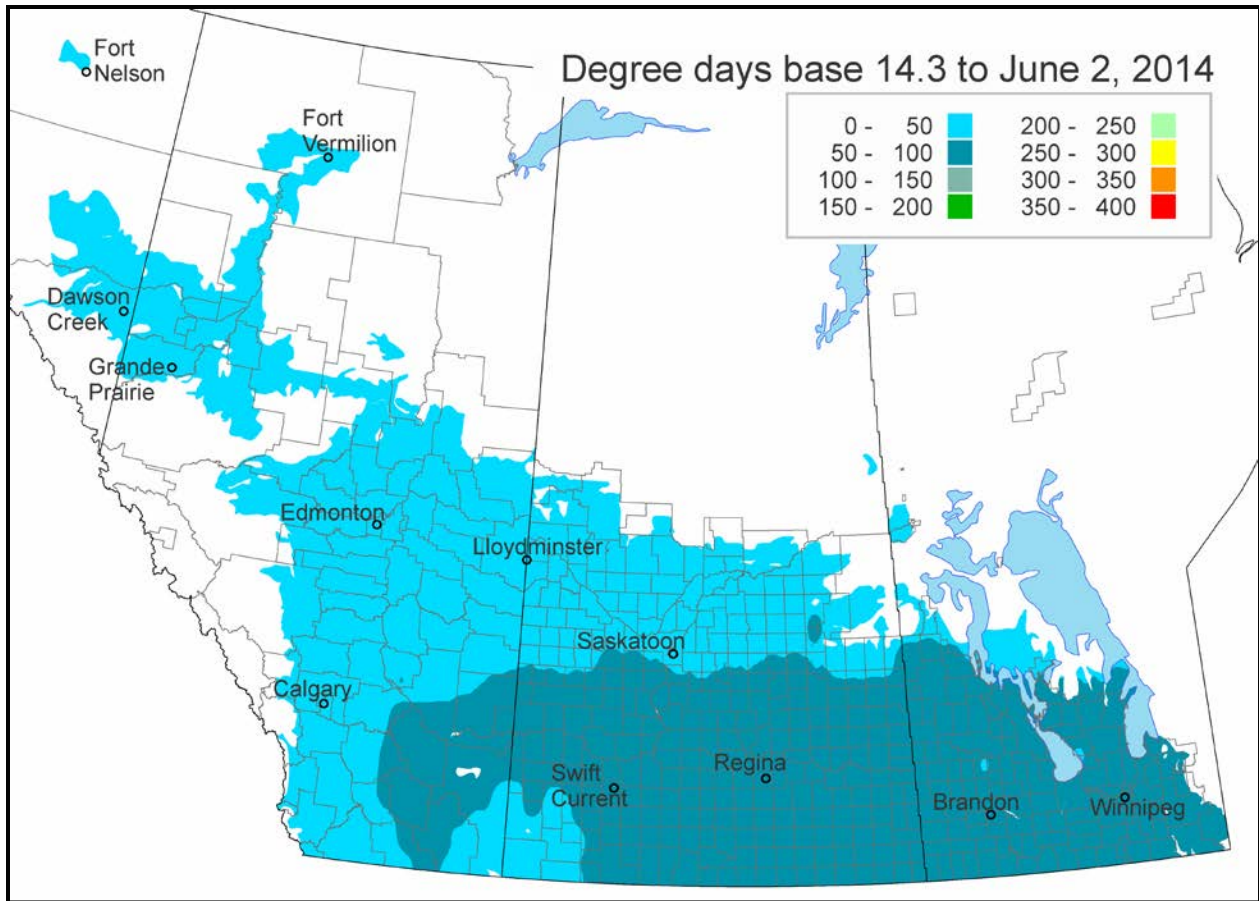 Degree days base 14.3 to June 2, 2014
0 - 50
50 - 100
100 - 150
150 - 200
200 - 250
250 - 300
300 - 350
350 - 400
Fort
Nelson
Fort
Vermilion
Dawson
Creek
Grande
Prairie
Edmonton
Lloydminster
Saskatoon
Calgary
Swift
Current
Regina
Brandon
Winnipeg